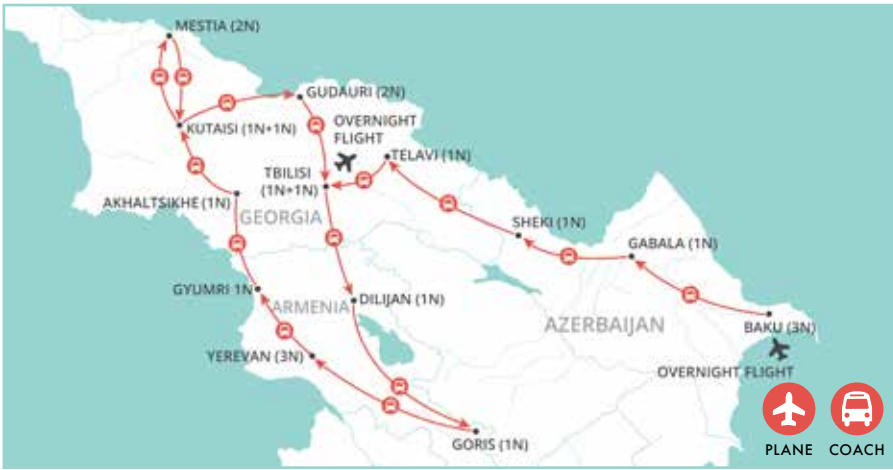 MESTIA (2N)
GUDAURI (2N)
OVERNIGHT
FLIGHT
KUTAISI (1N+1N)
TELAVI (1N)
TBILISI
(1N+1N)
AKHALTSIKHE (1N)
GEORGIA
SHEKI (1N)
GABALA (1N)
GYUMRI 1N
ARMENIA
DILIJAN (1N)
AZERBAIJAN
BAKU (3N)
YEREVAN (3N)
OVERNIGHT FLIGHT
GORIS (1N)
PLANE
COACH